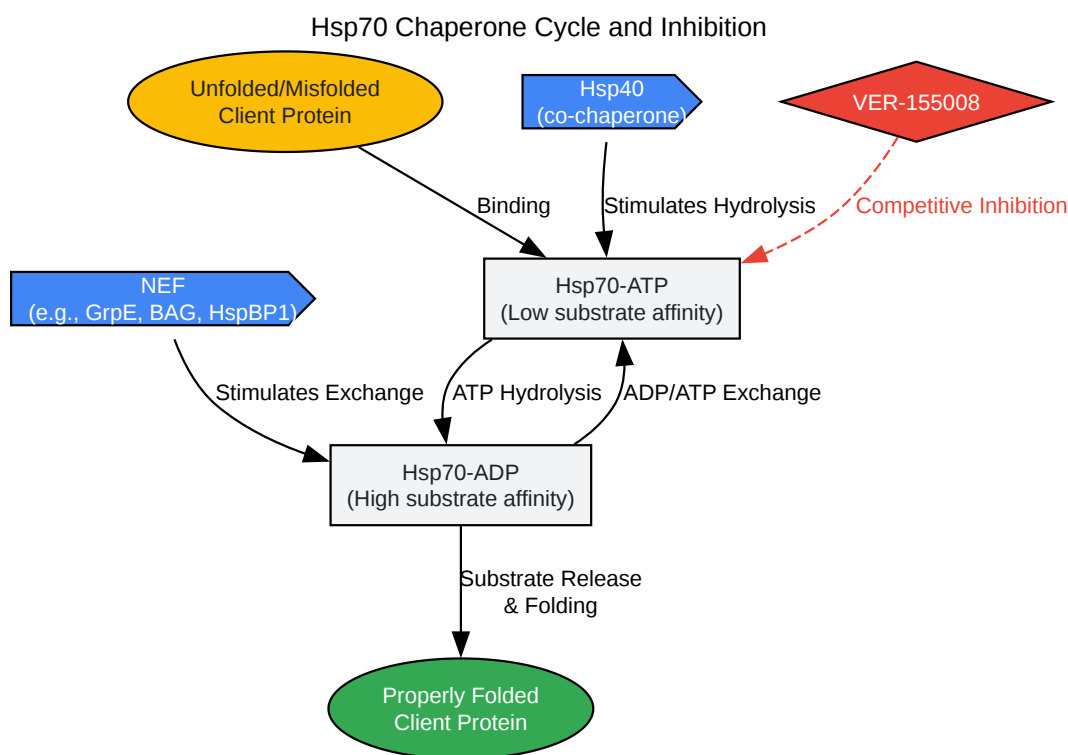 Hsp70 Chaperone Cycle and Inhibition
Unfolded/Misfolded
Client Protein
Hsp40
(co-chaperone)
VER-155008
Binding
Stimulates Hydrolysis
Competitive Inhibition
NEF
(e.g., GrpE, BAG, HspBP1)
Hsp70-ATP
(Low substrate affinity)
Stimulates Exchange
ATP Hydrolysis
ADP/ATP Exchange
Hsp70-ADP
(High substrate affinity)
Substrate Release
& Folding
Properly Folded
Client Protein